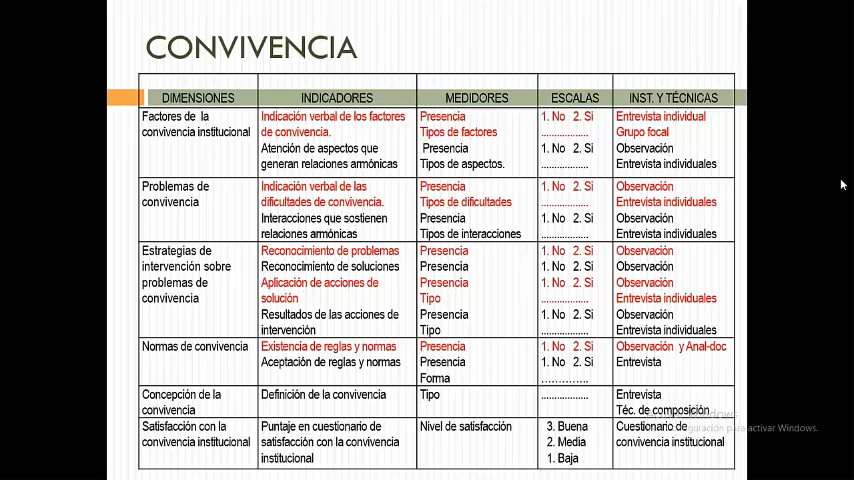 CONVIVENCIA
DIMENSIONES INDICADORES MEDIDORES ESCALAS INST. Y TÉCNICAS
Factores de la Indicación verbal de los factores Presencia 1. No 2. Si Entrevista individual
convivencia institucional de convivencia. Tipos de factores .................. Grupo focal
Atención de aspectos que Presencia 1. No 2. Si Observación
generan relaciones armónicas Tipos de aspectos. .................. Entrevista individuales
Problemas de Indicación verbal de las Presencia 1. No 2. Si Observación
convivencia. dificultades de convivencia. Tipos de dificultades .................. Entrevista individuales
Interacciones que sostienen Presencia 1. No 2. Si Observación
relaciones armónicas Tipos de interacciones .................. Entrevista individuales
Estrategias de Reconocimiento de problemas Presencia 1. No 2. Si Observación
intervención sobre Reconocimiento de soluciones Presencia 1. No 2. Si Observación
problemas de Aplicación de acciones de Presencia 1. No 2. Si Observación
convivencia solución Tipo .................. Entrevista individuales
Resultados de las acciones de Presencia 1. No 2. Si Observación
intervención Tipo .................. Entrevista individuales
Normas de convivencia Existencia de reglas y normas Presencia 1. No 2. Si Observación y Anal-doc
Aceptación de reglas y normas Presencia 1. No 2. Si Entrevista
Forma ..............
Concepción de la Definición de la convivencia Tipo .................. Entrevista
convivencia Téc. de composición
Satisfacción con la Puntaje en cuestionario de Nivel de satisfacción 3. Buena Cuestionario de
convivencia institucional satisfacción con la convivencia 2. Media convivencia institucional
institucional 1. Baja
Windows
para activar Windows.